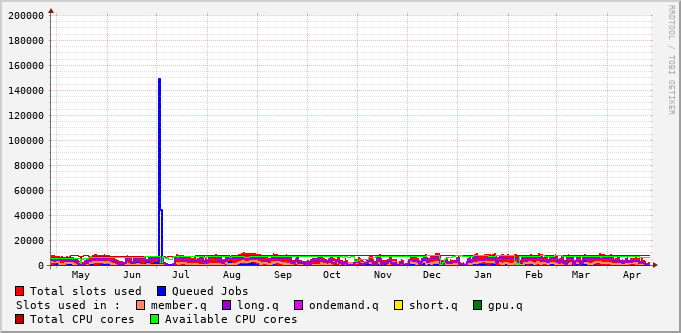 200000
180000
160000
140000
120000
100000
80000
60000
40000
20000
0
May Jun Jul Aug Sep Oct Nov Dec Jan Feb Mar Apr
Total slots used Queued Jobs
Slots used in : member.q long.q ondemand.q short.q gpu.q
Total CPU cores Available CPU cores
RRDTOOL / TOBI OETIKER